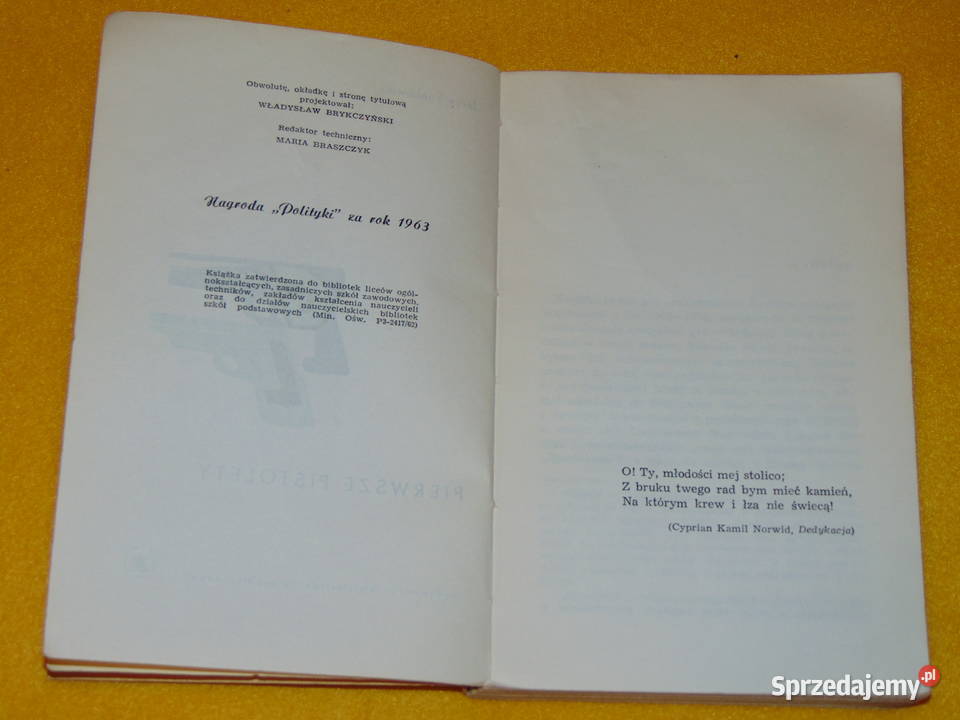 Obwolutę, okładkę i stronę tytułową
projektował:
WŁADYSŁAW BRYKCZYŃSKI
Redaktor techniczny:
MARIA BRASZCZYK
Nagroda „Polityki” za rok 1963
Książka zatwierdzona do bibliotek liceów ogól-
nokształcących, zasadniczych szkół zawodowych,
techników, zakładów kształcenia nauczycieli
oraz do działów nauczycielskich bibliotek
szkół podstawowych (Min. Ośw. P3-2417/62)
PIERWSZE PISTOLETY
O! Ty, młodości mej stolico;
Z bruku twego rad bym mieć kamień,
Na którym krew i łza nie świecą!
(Cyprian Kamil Norwid, Dedykacja)
Sprzedajemy.pl